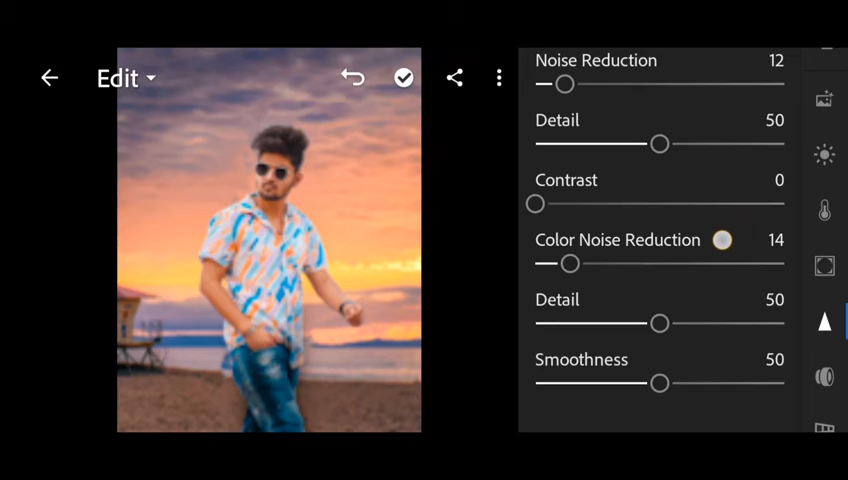 Edit
Noise Reduction 12
Detail 50
Contrast 0
Color Noise Reduction 14
Detail 50
Smoothness 50